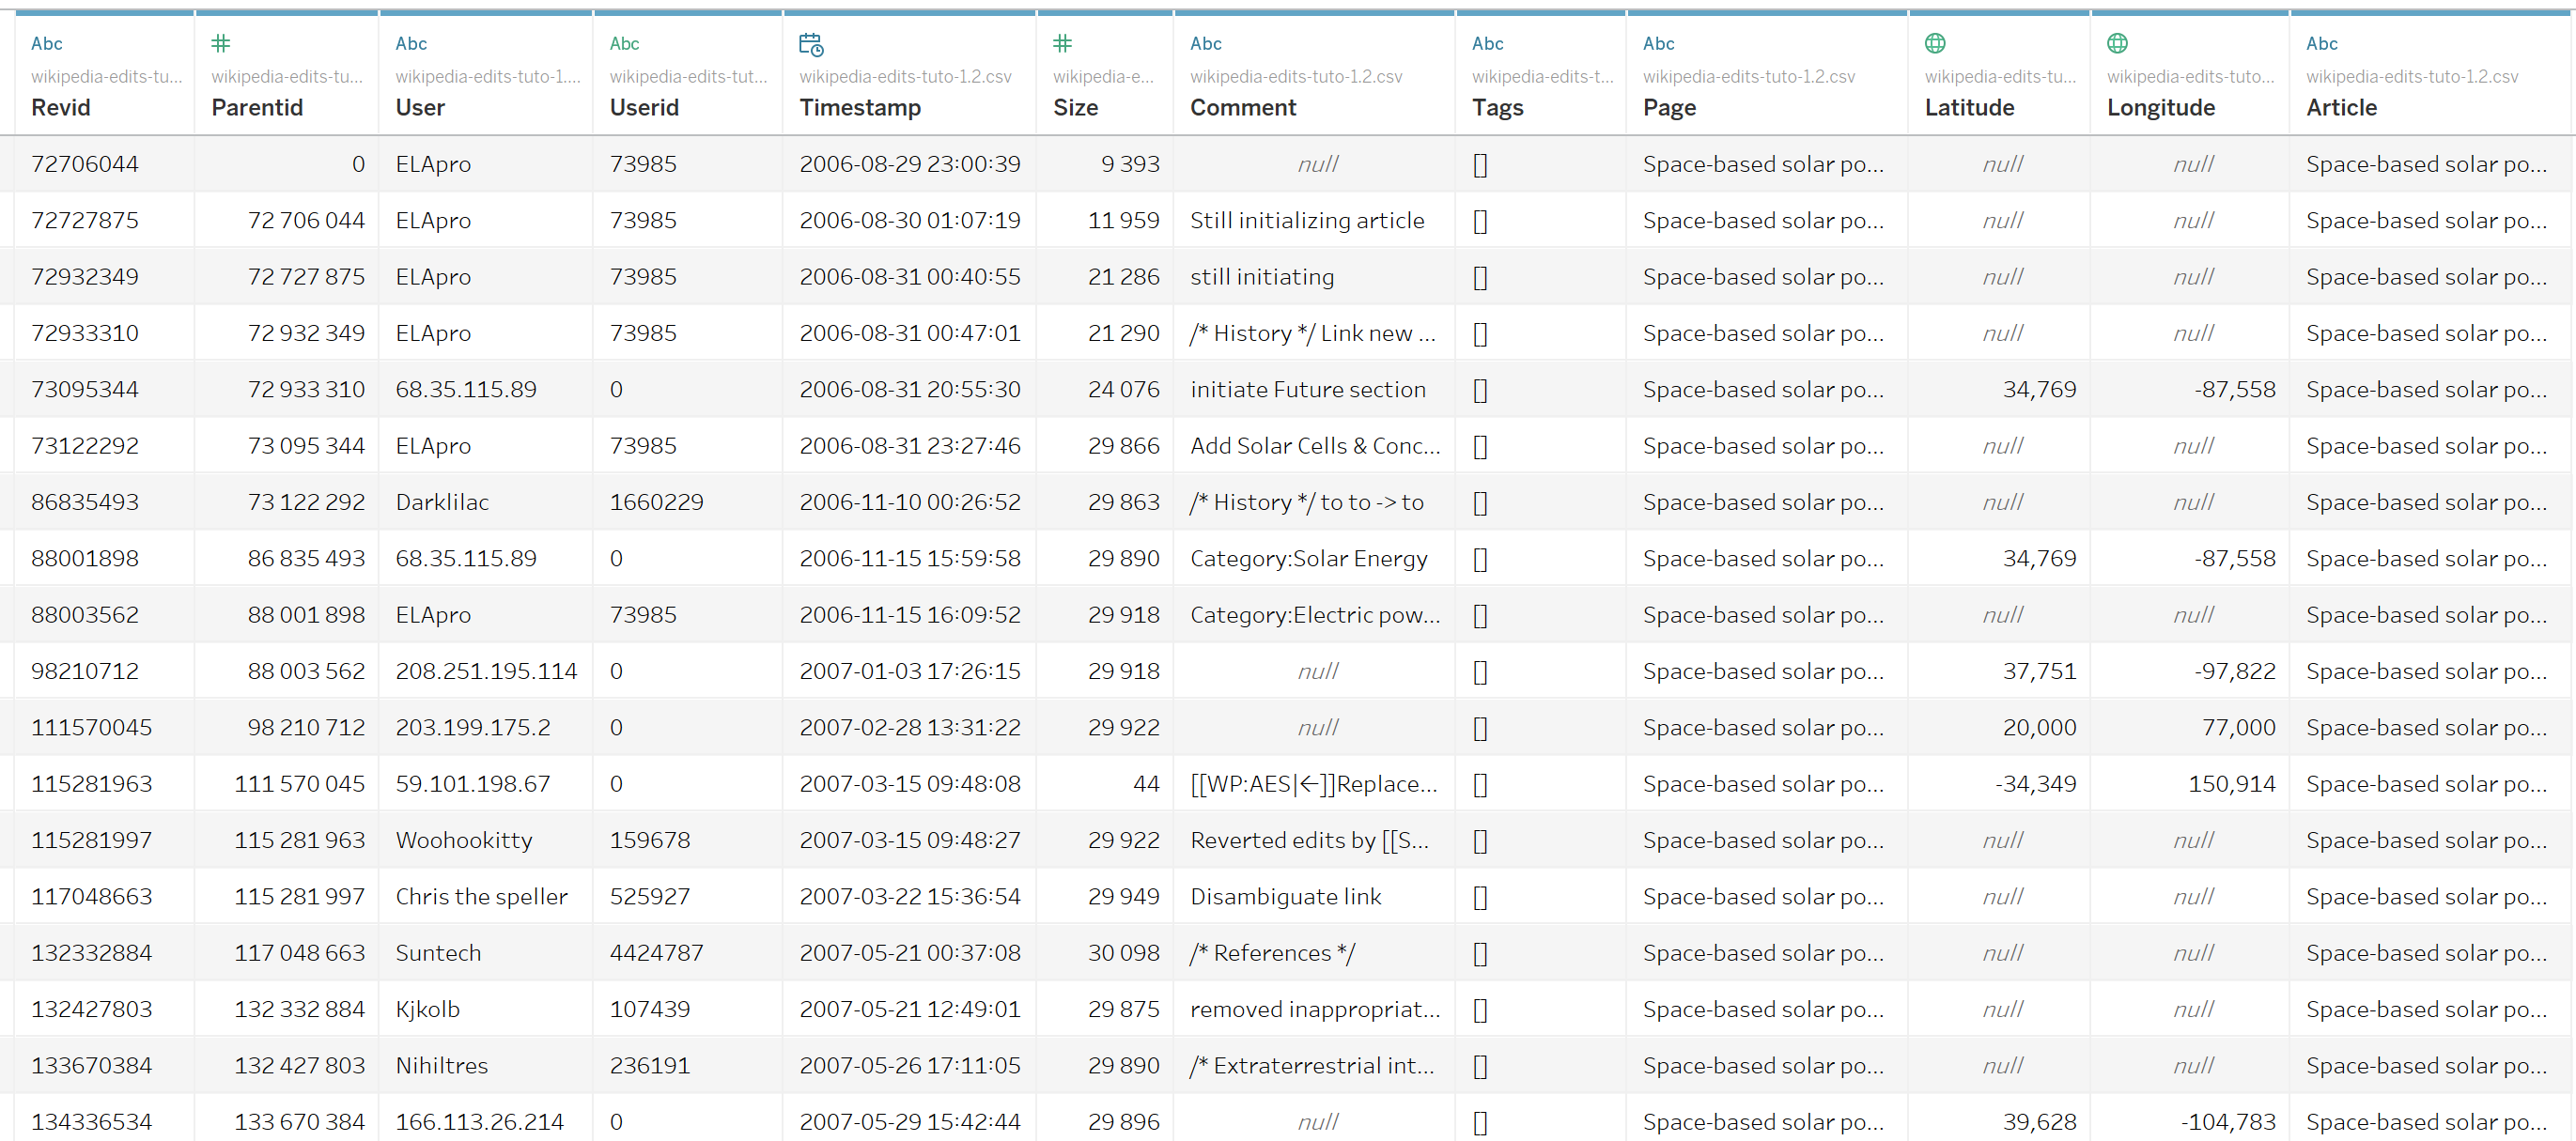 Abc # Abc Abc # Abc Abc Abc Abc
wikipedia-edits-tu... wikipedia-edits-tu... wikipedia-edits-tuto-1.... wikipedia-edits-tut... wikipedia-edits-tuto-1.2.csv wikipedia-e... wikipedia-edits-tuto-1.2.csv wikipedia-edits-t... wikipedia-edits-tuto-1.2.csv wikipedia-edits-tu... wikipedia-edits-tuto... wikipedia-edits-tuto-1.2.csv
Revid Parentid User Userid Timestamp Size Comment Tags Page Latitude Longitude Article
72706044 0 ELApro 73985 2006-08-29 23:00:39 9 393 null [] Space-based solar po... null null Space-based solar po...
72727875 72 706 044 ELApro 73985 2006-08-30 01:07:19 11 959 Still initializing article [] Space-based solar po... null null Space-based solar po...
72932349 72 727 875 ELApro 73985 2006-08-31 00:40:55 21 286 still initiating [] Space-based solar po... null null Space-based solar po...
72933310 72 932 349 ELApro 73985 2006-08-31 00:47:01 21 290 /* History */ Link new ... [] Space-based solar po... null null Space-based solar po...
73095344 72 933 310 68.35.115.89 0 2006-08-31 20:55:30 24 076 initiate Future section [] Space-based solar po... 34,769 -87,558 Space-based solar po...
73122292 73 095 344 ELApro 73985 2006-08-31 23:27:46 29 866 Add Solar Cells & Conc... [] Space-based solar po... null null Space-based solar po...
86835493 73 122 292 Darklilac 1660229 2006-11-10 00:26:52 29 863 /* History */ to to -> to [] Space-based solar po... null null Space-based solar po...
88001898 86 835 493 68.35.115.89 0 2006-11-15 15:59:58 29 890 Category:Solar Energy [] Space-based solar po... 34,769 -87,558 Space-based solar po...
88003562 88 001 898 ELApro 73985 2006-11-15 16:09:52 29 918 Category:Electric pow... [] Space-based solar po... null null Space-based solar po...
98210712 88 003 562 208.251.195.114 0 2007-01-03 17:26:15 29 918 null [] Space-based solar po... 37,751 -97,822 Space-based solar po...
111570045 98 210 712 203.199.175.2 0 2007-02-28 13:31:22 29 922 null [] Space-based solar po... 20,000 77,000 Space-based solar po...
115281963 111 570 045 59.101.198.67 0 2007-03-15 09:48:08 44 [[WP:AES|←]]Replace... [] Space-based solar po... -34,349 150,914 Space-based solar po...
115281997 115 281 963 Woohookitty 159678 2007-03-15 09:48:27 29 922 Reverted edits by [[S... [] Space-based solar po... null null Space-based solar po...
117048663 115 281 997 Chris the speller 525927 2007-03-22 15:36:54 29 949 Disambiguate link [] Space-based solar po... null null Space-based solar po...
132332884 117 048 663 Suntech 4424787 2007-05-21 00:37:08 30 098 /* References */ [] Space-based solar po... null null Space-based solar po...
132427803 132 332 884 Kjkolb 107439 2007-05-21 12:49:01 29 875 removed inappropriat... [] Space-based solar po... null null Space-based solar po...
133670384 132 427 803 Nihiltres 236191 2007-05-26 17:11:05 29 890 /* Extraterrestrial int... [] Space-based solar po... null null Space-based solar po...
134336534 133 670 384 166.113.26.214 0 2007-05-29 15:42:44 29 896 null [] Space-based solar po... 39,628 -104,783 Space-based solar po...